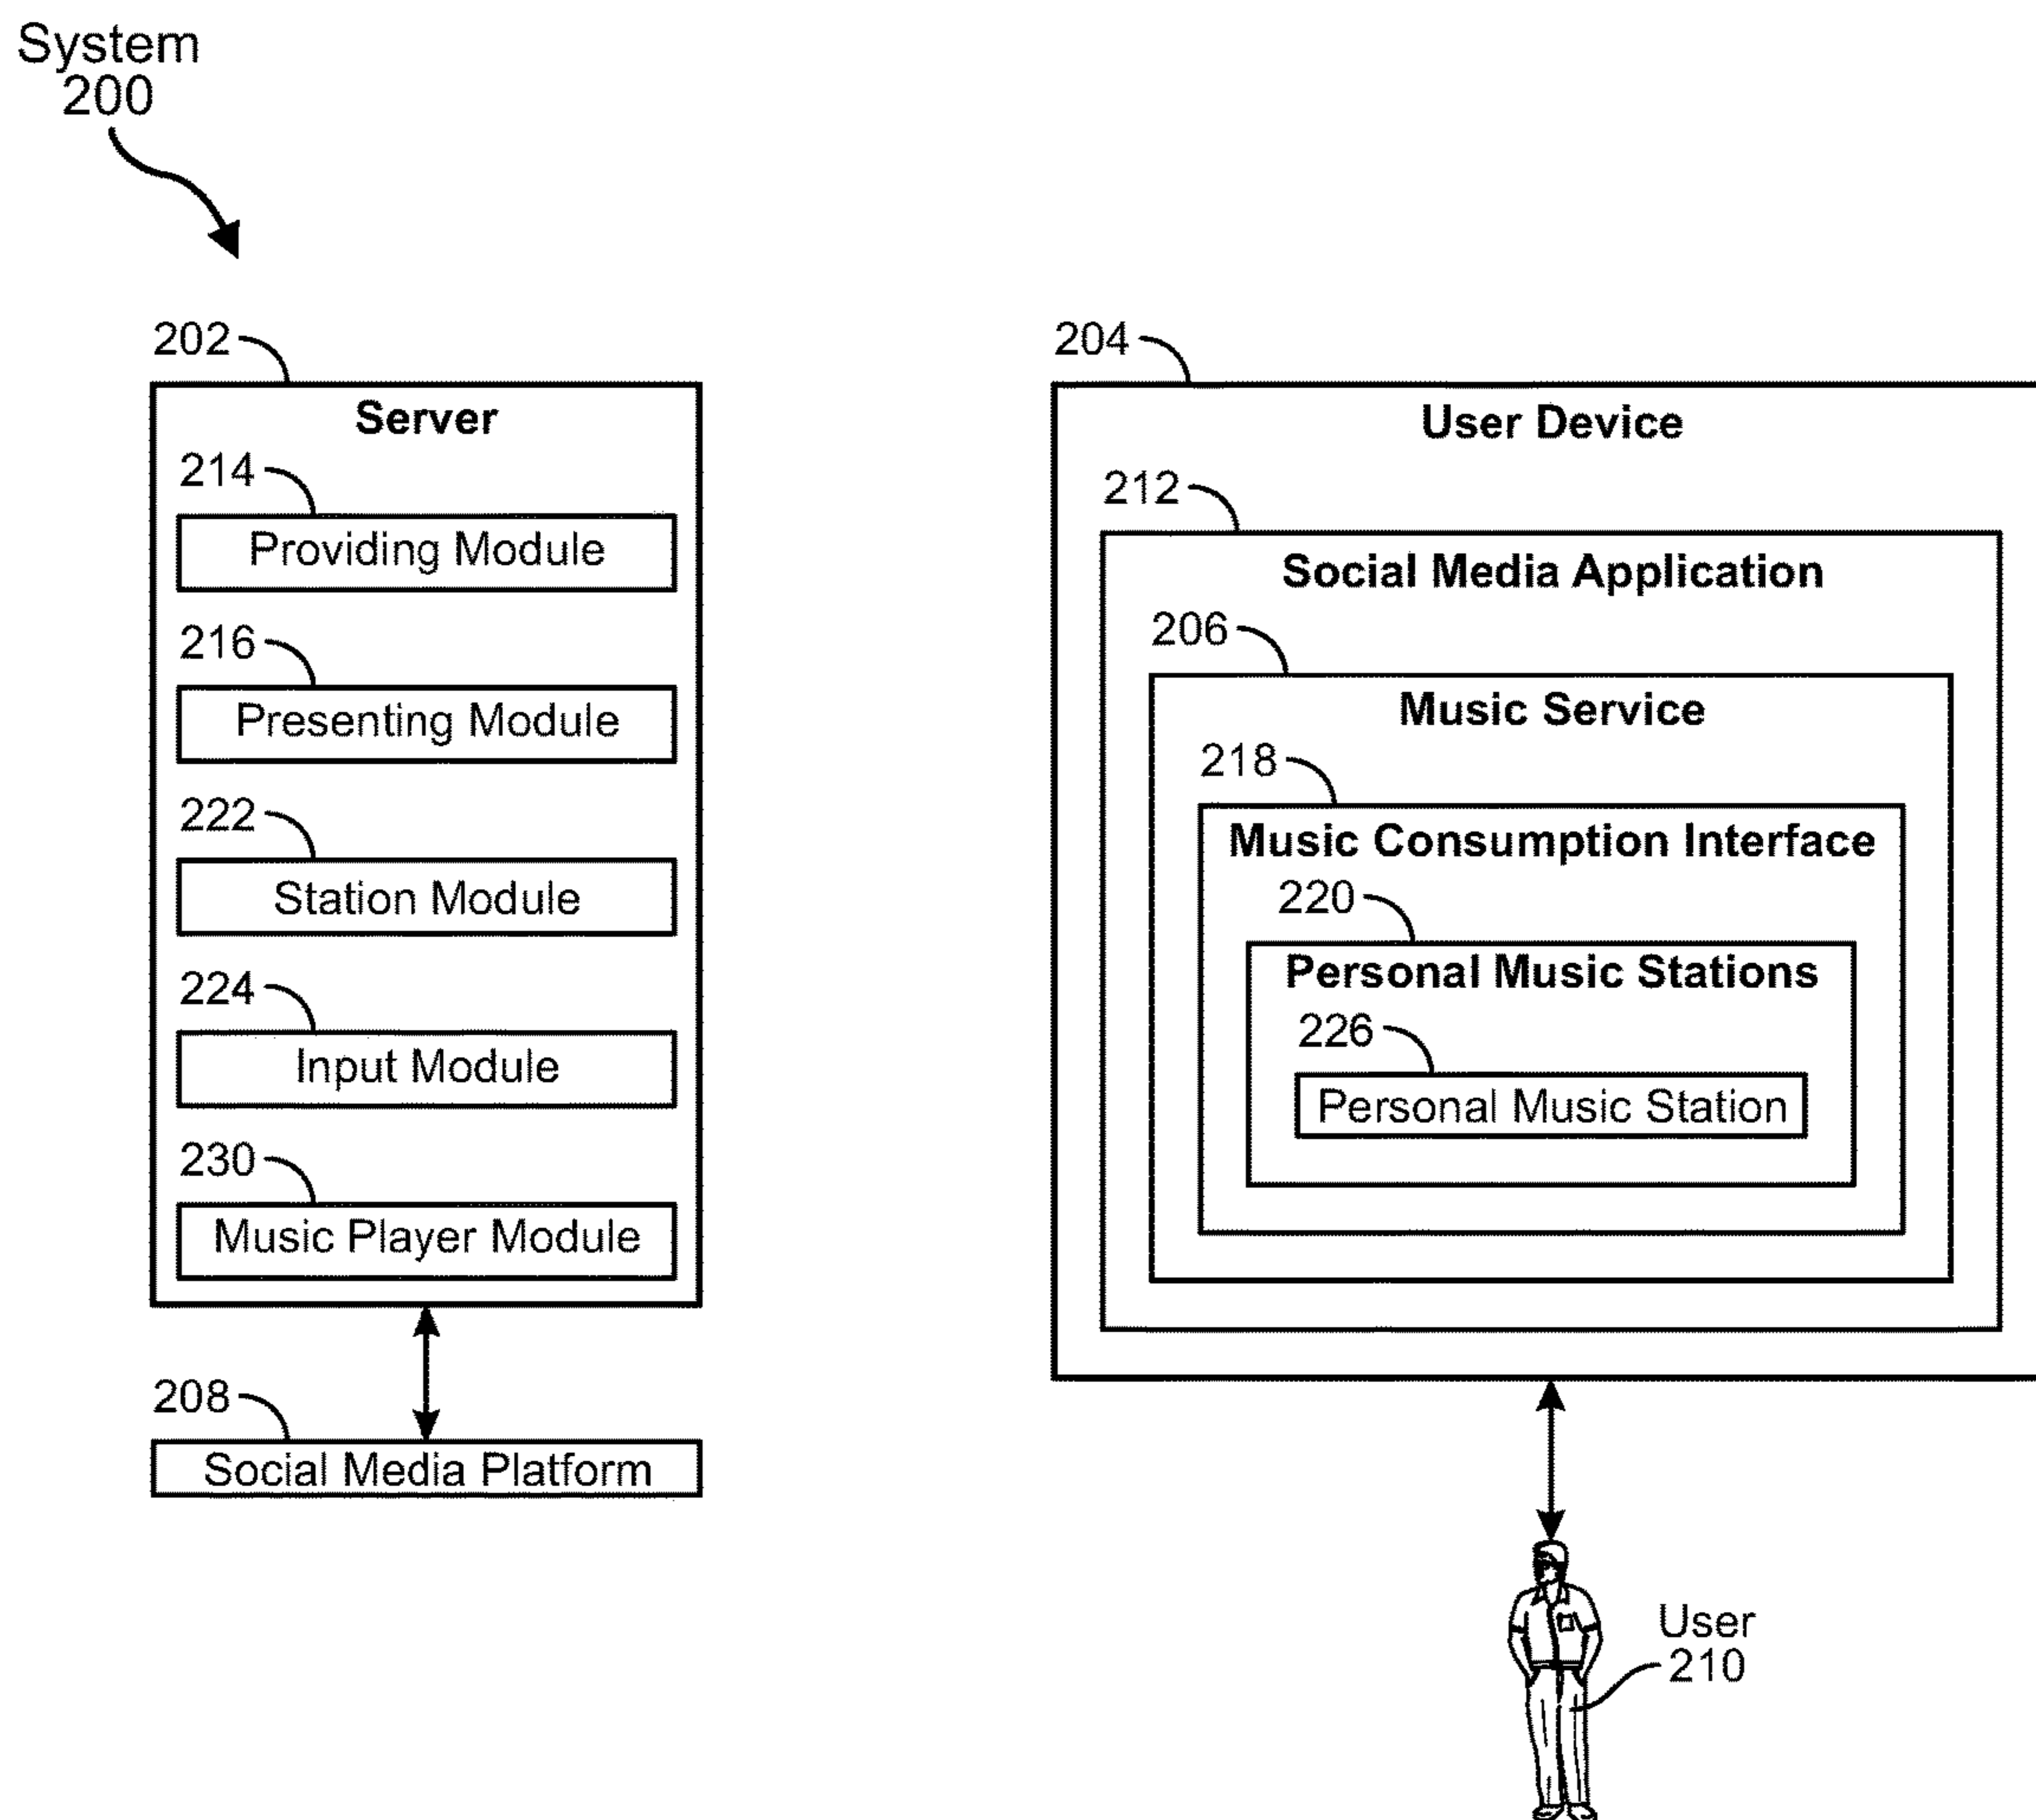 System
200
202
Server
214
Providing Module
216
Presenting Module
222
Station Module
224
Input Module
230
Music Player Module
208
Social Media Platform
204
User Device
212
Social Media Application
206
Music Service
218
Music Consumption Interface
220
Personal Music Stations
226
Personal Music Station
User
210